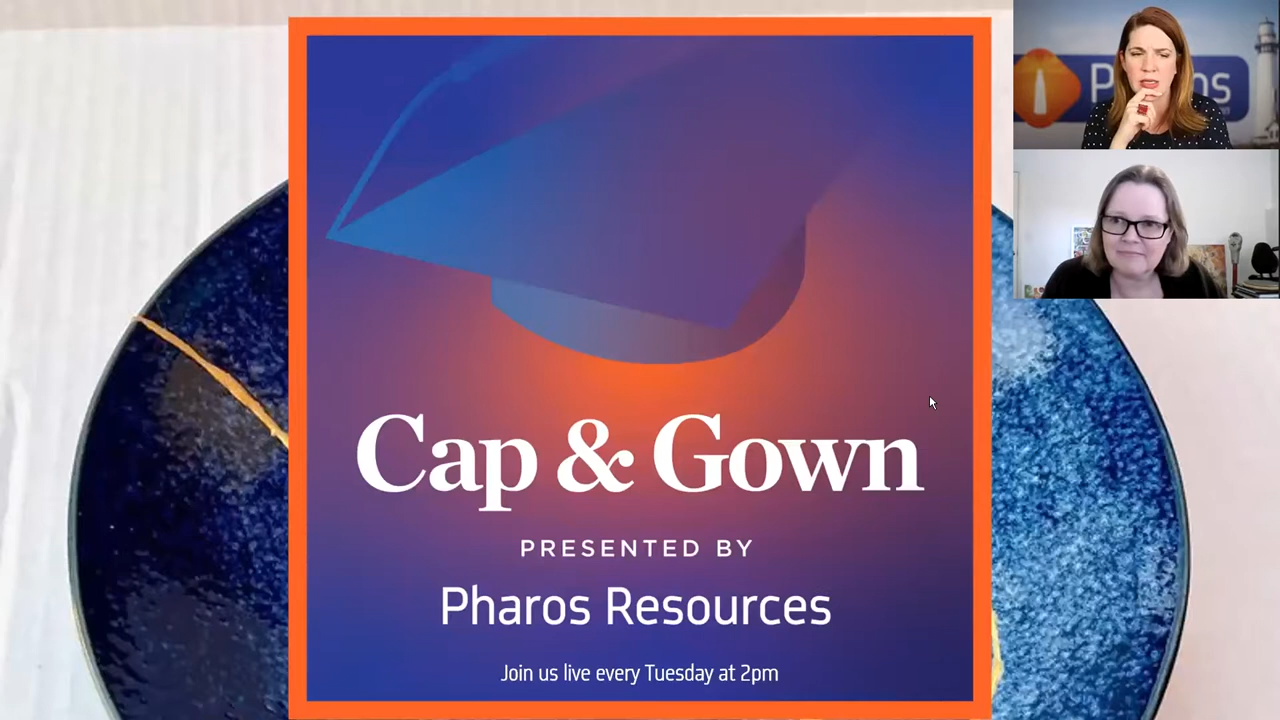 Cap & Gown
PRESENTED BY
Pharos Resources
Join us live every Tuesday at 2pm